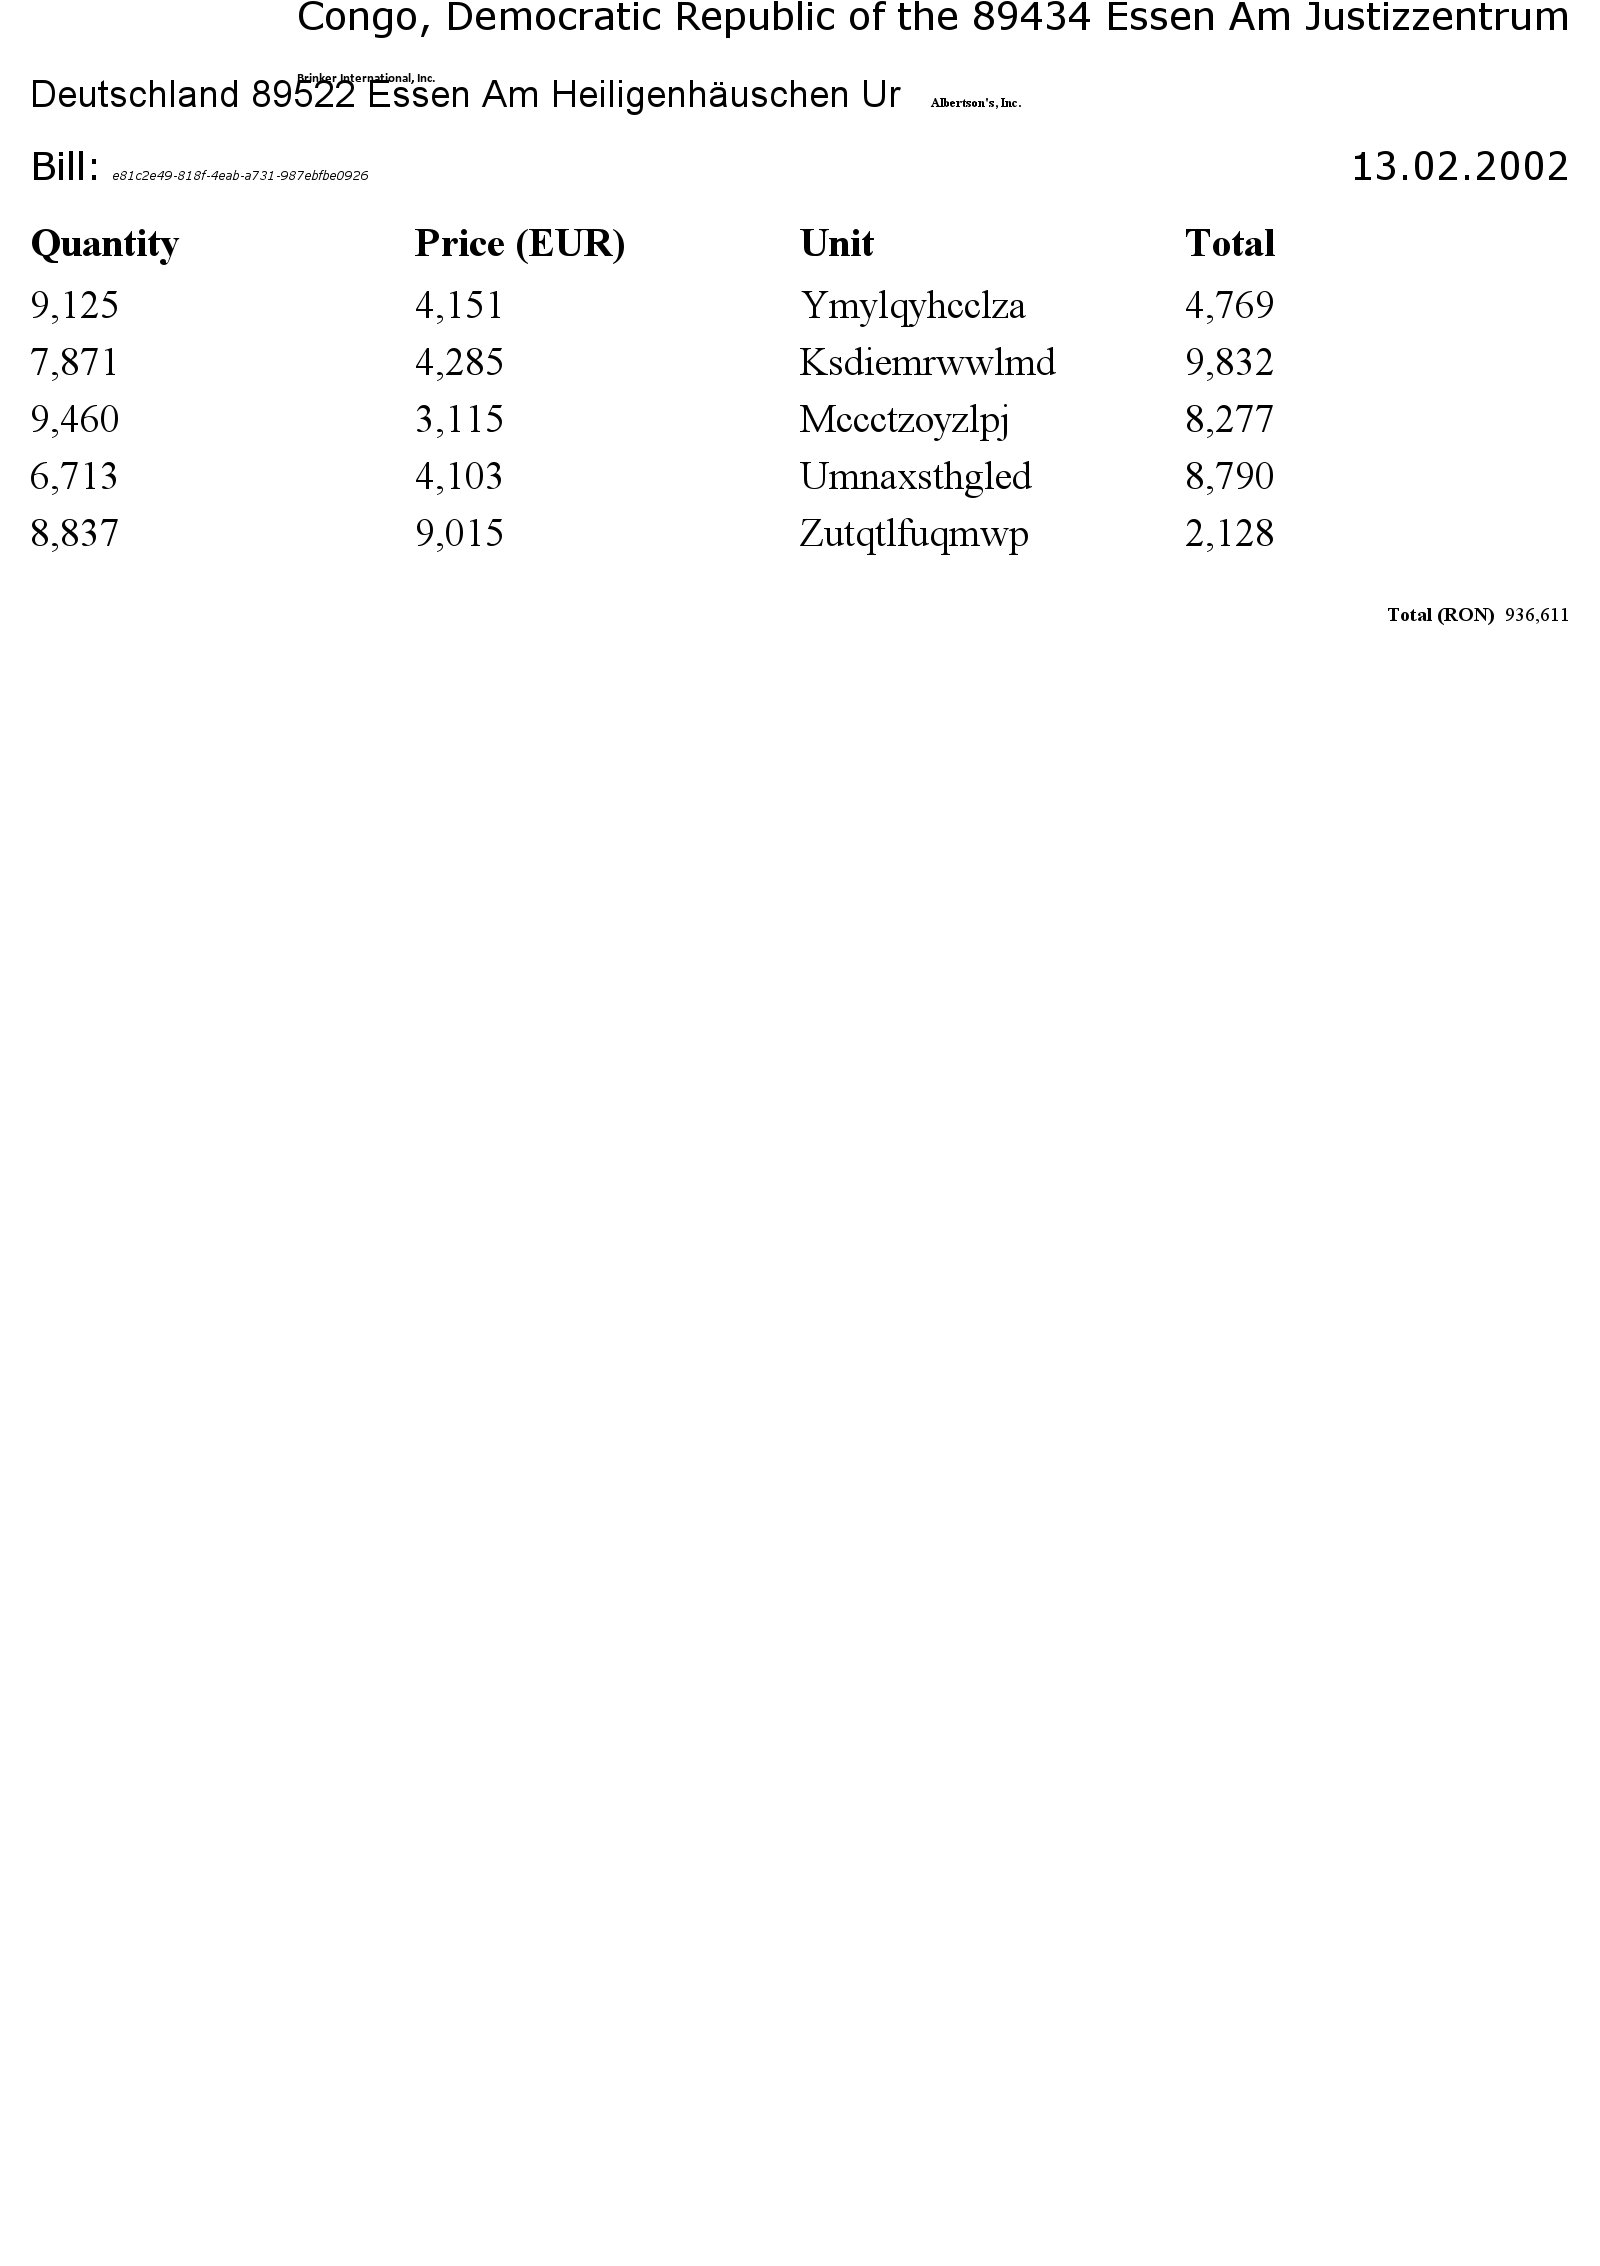 Congo, Democratic Republic of the 89434 Essen Am Justizzentrum
Brinker International, Inc.
Deutschland 89522 Essen Am Heiligenhäuschen Ur Albertson's, Inc.
Bill: e81c2e49-818f-4eab-a731-987ebfbe0926 13.02.2002
Quantity Price (EUR) Unit Total
9,125 4,151 Ymylqyhcclza 4,769
7,871 4,285 Ksdiemrwwlmd 9,832
9,460 3,115 Mccctzoyzlpj 8,277
6,713 4,103 Umnaxsthgled 8,790
8,837 9,015 Zutqtlfuqmwp 2,128
Total (RON) 936,611